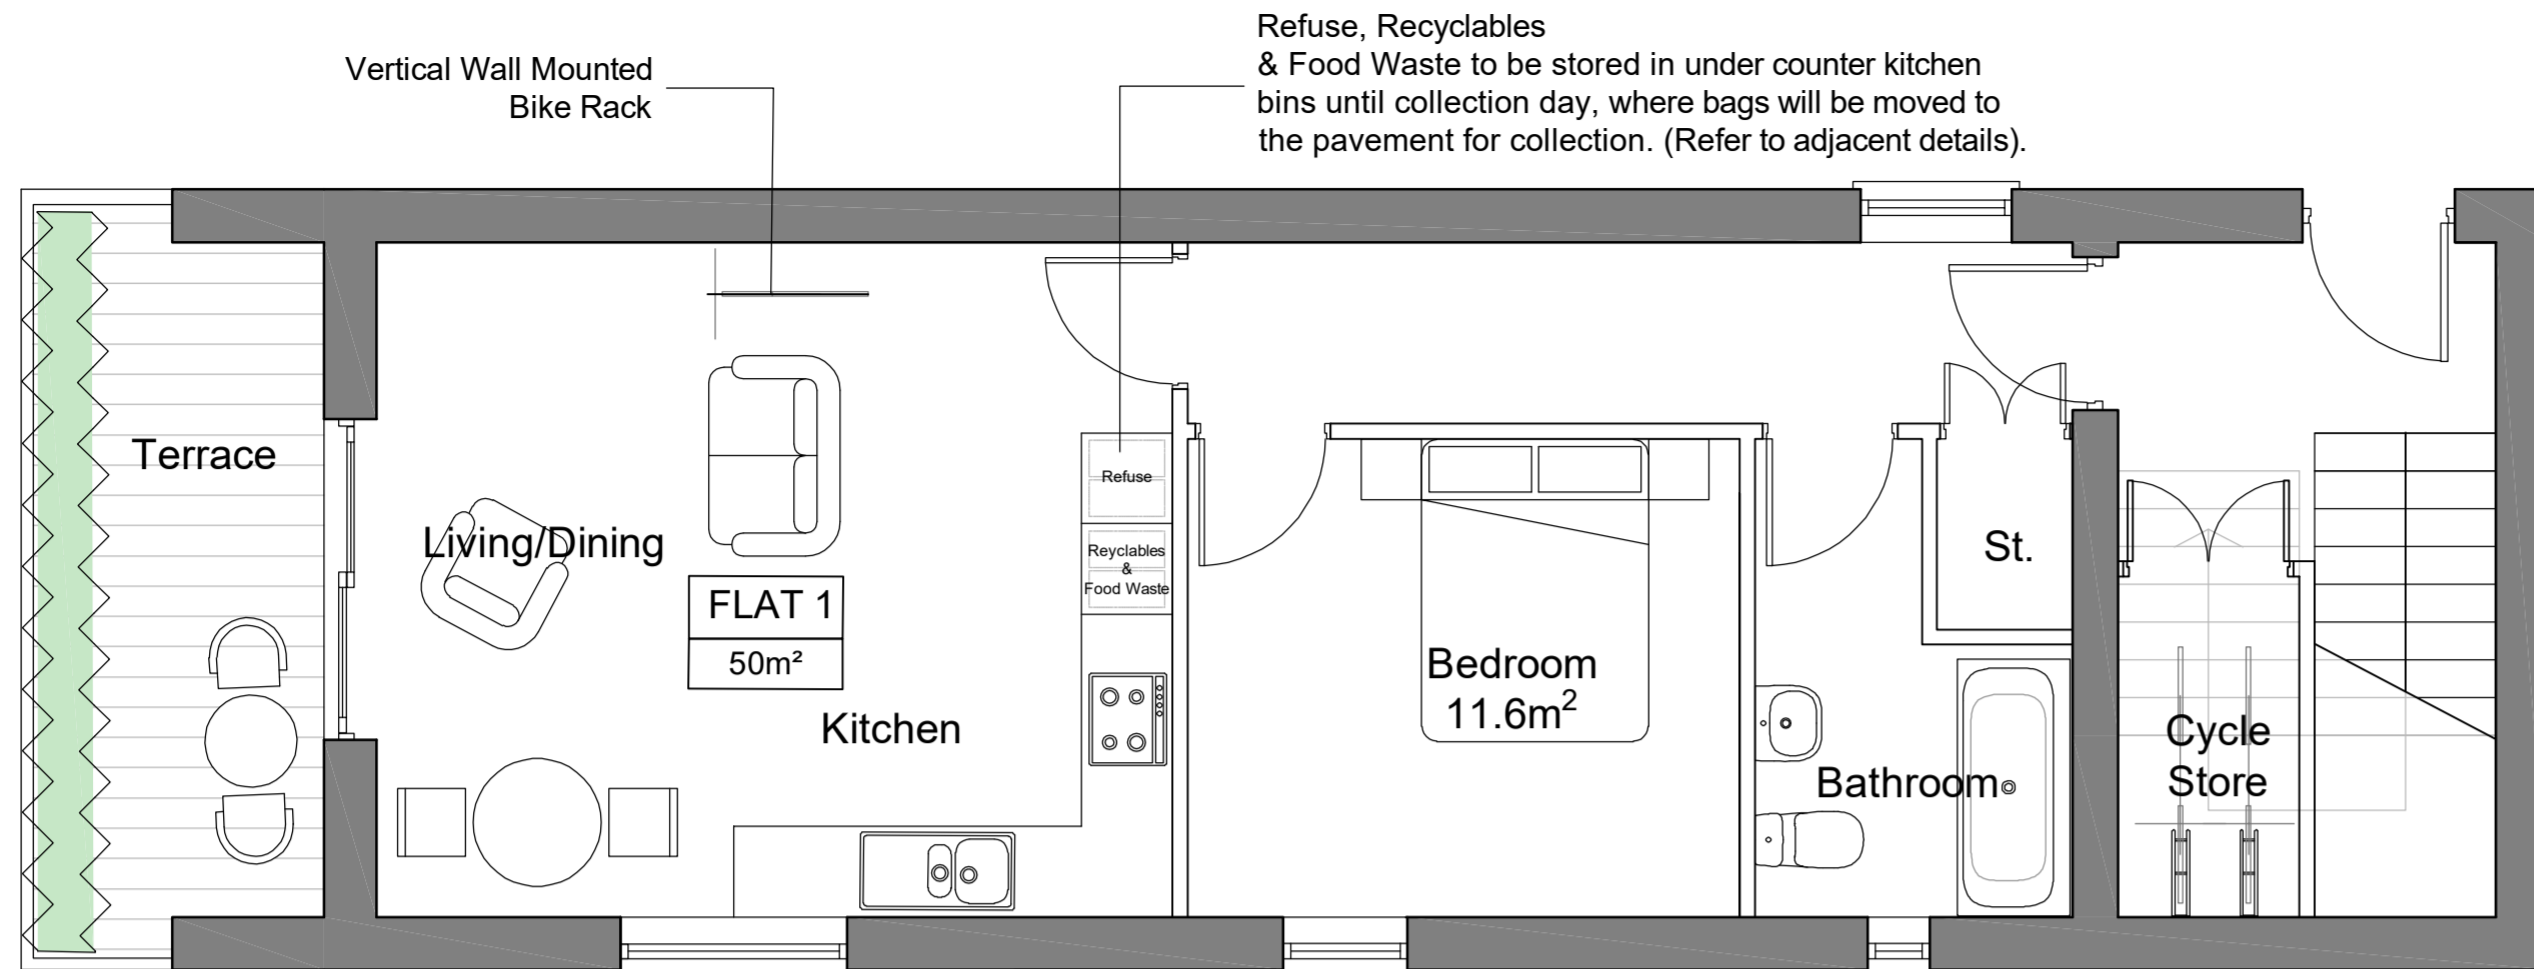 Refuse, Recyclables
& Food Waste to be stored in under counter kitchen
bins until collection day, where bags will be moved to
the pavement for collection. (Refer to adjacent details).
Vertical Wall Mounted
Bike Rack
Terrace
Living/Dining
FLAT 1
50m²
Kitchen
Refuse
Reyclables
&
Food Waste
Bedroom
11.6m²
Bathroom
St.
Cycle
Store